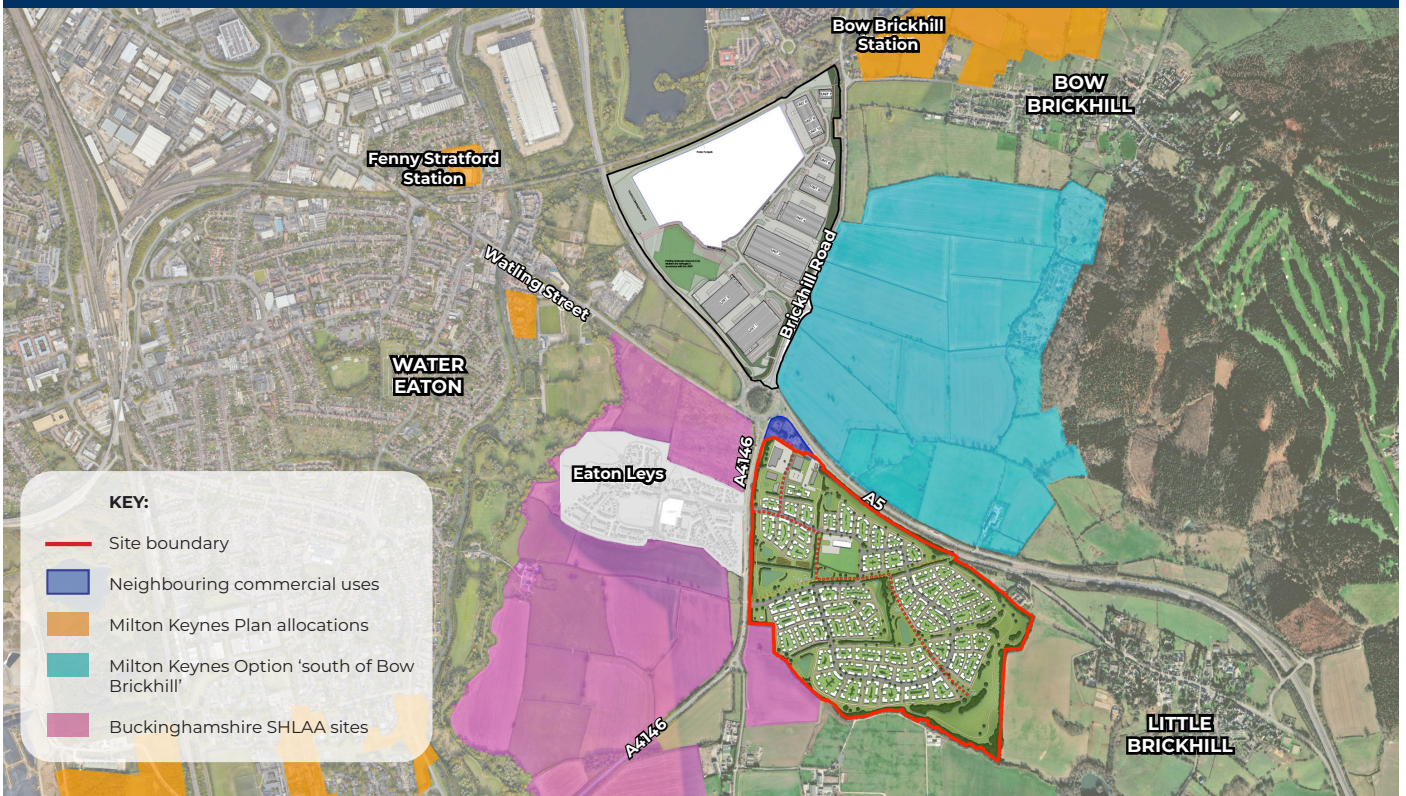 Bow Brickhill
Station
BOW
BRICKHILL
Fenny Stratford
Station
Watling Street
Brickhill Road
WATER
EATON
Eaton Leys
A4146
A5
A4146
LITTLE
BRICKHILL
KEY:
Site boundary
Neighbouring commercial uses
Milton Keynes Plan allocations
Milton Keynes Option ‘south of Bow
Brickhill’
Buckinghamshire SHLAA sites